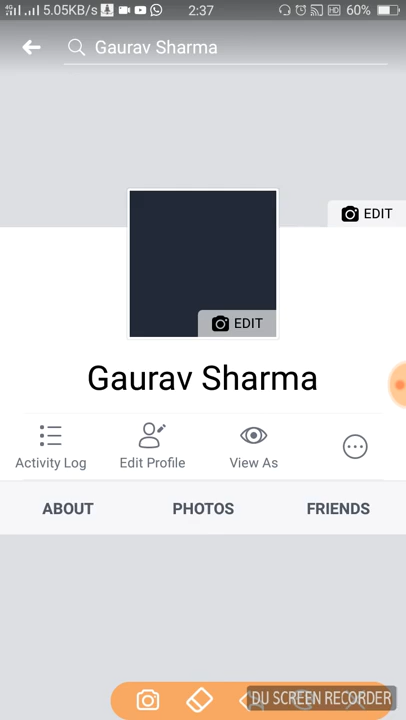 5.05KB/s 2:37 HD 60%
Gaurav Sharma
EDIT
EDIT
Gaurav Sharma
Activity Log Edit Profile View As
ABOUT PHOTOS FRIENDS
DU SCREEN RECORDER